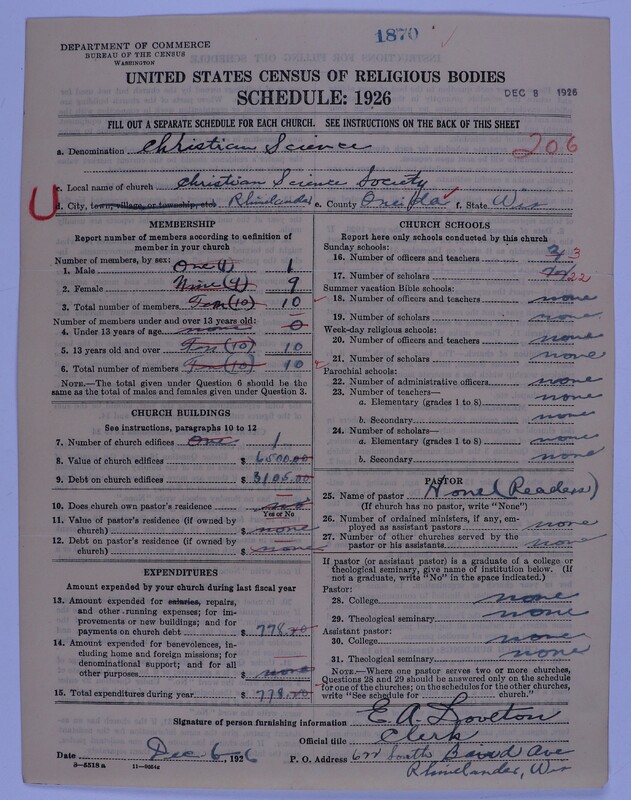 1870
DEPARTMENT OF COMMERCE
BUREAU OF THE CENSUS
WASHINGTON
UNITED STATES CENSUS OF RELIGIOUS BODIES
SCHEDULE: 1926
DEC 8 1926
FILL OUT A SEPARATE SCHEDULE FOR EACH CHURCH. SEE INSTRUCTIONS ON THE BACK OF THIS SHEET
a. Denomination Christian Science 206
c. Local name of church Christian Science Society
d. City, town, village, or township, etc. Rhinelander e. County Oneida f. State Wis
MEMBERSHIP
Report number of members according to definition of
member in your church
Number of members, by sex:
1. Male One (1) 1
2. Female Nine (9) 9
3. Total number of members Ten (10) 10
Number of members under and over 13 years old:
4. Under 13 years of age none 0
5. 13 years old and over Ten (10) 10
6. Total number of members Ten (10) 10
NOTE.—The total given under Question 6 should be
same as the total of males and females given under Question 3.
CHURCH BUILDINGS
See instructions, paragraphs 10 to 12
7. Number of church edifices One 1
8. Value of church edifices $ 6500.00
9. Debt on church edifices $ 3105.00
10. Does church own pastor's residence
Yes or No
11. Value of pastor's residence (if owned by
church) $ none
12. Debt on pastor's residence (if owned by
church) $ none
EXPENDITURES
Amount expended by your church during last fiscal year
13. Amount expended for salaries, repairs,
and other running expenses; for im-
provements or new buildings; and for
payments on church debt $ 778.20
14. Amount expended for benevolences, in-
cluding home and foreign missions; for
denominational support; and for all
other purposes $ none
15. Total expenditures during year $ 778.20
CHURCH SCHOOLS
Report here only schools conducted by this church
Sunday schools:
16. Number of officers and teachers 3
17. Number of scholars 22
Summer vacation Bible schools:
18. Number of officers and teachers none
19. Number of scholars none
Week-day religious schools:
20. Number of officers and teachers none
21. Number of scholars none
Parochial schools:
22. Number of administrative officers none
23. Number of teachers—
a. Elementary (grades 1 to 8) none
b. Secondary none
24. Number of scholars—
a. Elementary (grades 1 to 8) none
b. Secondary none
PASTOR
25. Name of pastor None (Readers)
(If church has no pastor, write "None")
26. Number of ordained ministers, if any, em-
ployed as assistant pastors none
27. Number of other churches served by the
pastor or his assistants none
If pastor (or assistant pastor) is a graduate of a college or
theological seminary, give name of institution below. (If
not a graduate, write "No" in the space indicated.)
Pastor:
28. College none
29. Theological seminary none
Assistant pastor:
30. College none
31. Theological seminary none
NOTE.—Where one pastor serves two or more churches,
Questions 28 and 29 should be answered only on the schedule
for one of the churches; on the schedules for the other churches,
write "See schedule for church."
Signature of person furnishing information E. A.
Official title Clerk
Date Dec 6, 1926 P. O. Address South Ave
Rhinelander, Wis
8—5518 a